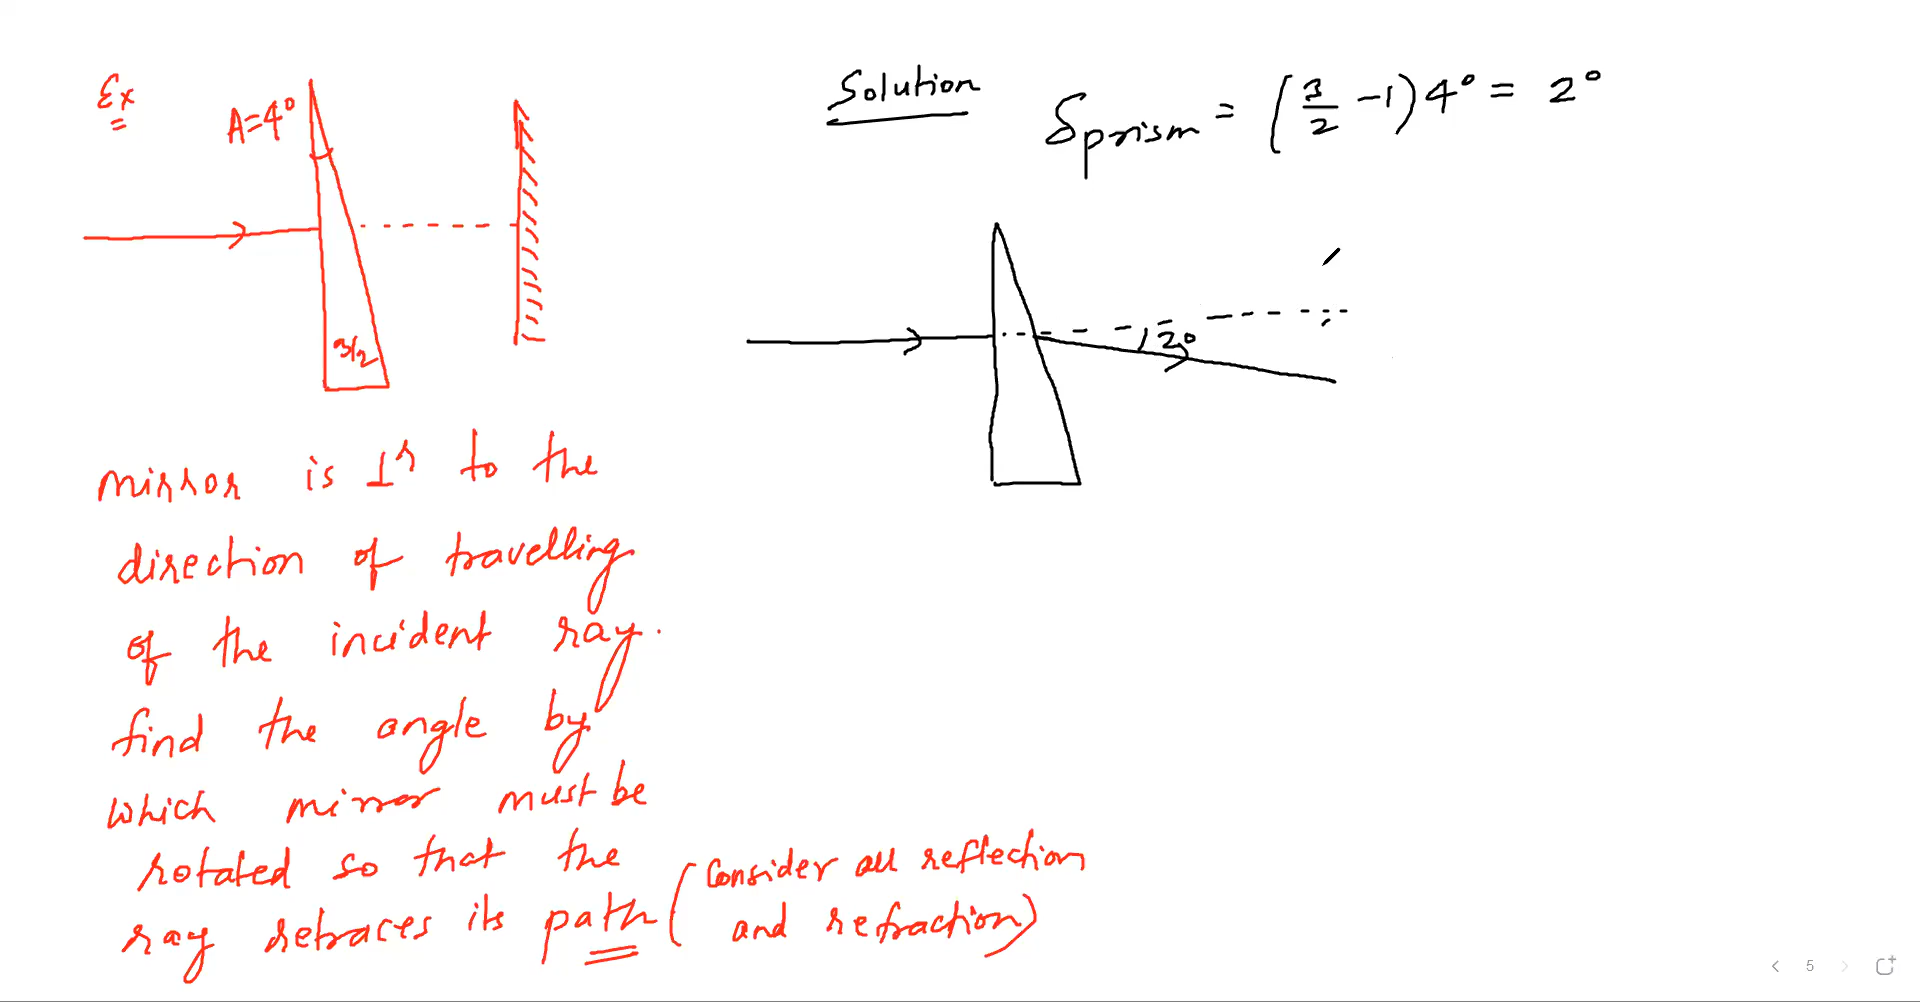 Ex
A=4°
3/2
mirror is ⊥r to the
direction of travelling
of the incident ray.
find the angle by
which mirror must be
rotated so that the
ray retraces its path (Consider all reflection
and refraction)
Solution
δprism = (3/2 -1)4° = 2°
2°
5